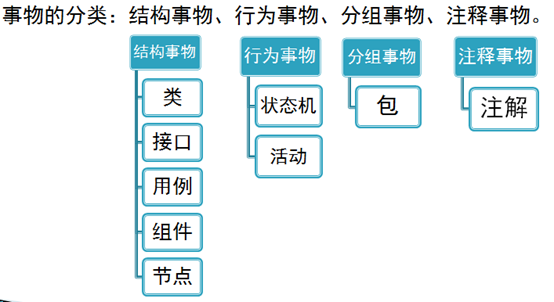 事物的分类：结构事物、行为事物、分组事物、注释事物。
结构事物
类
接口
用例
组件
节点
行为事物
状态机
活动
分组事物
包
注释事物
注解